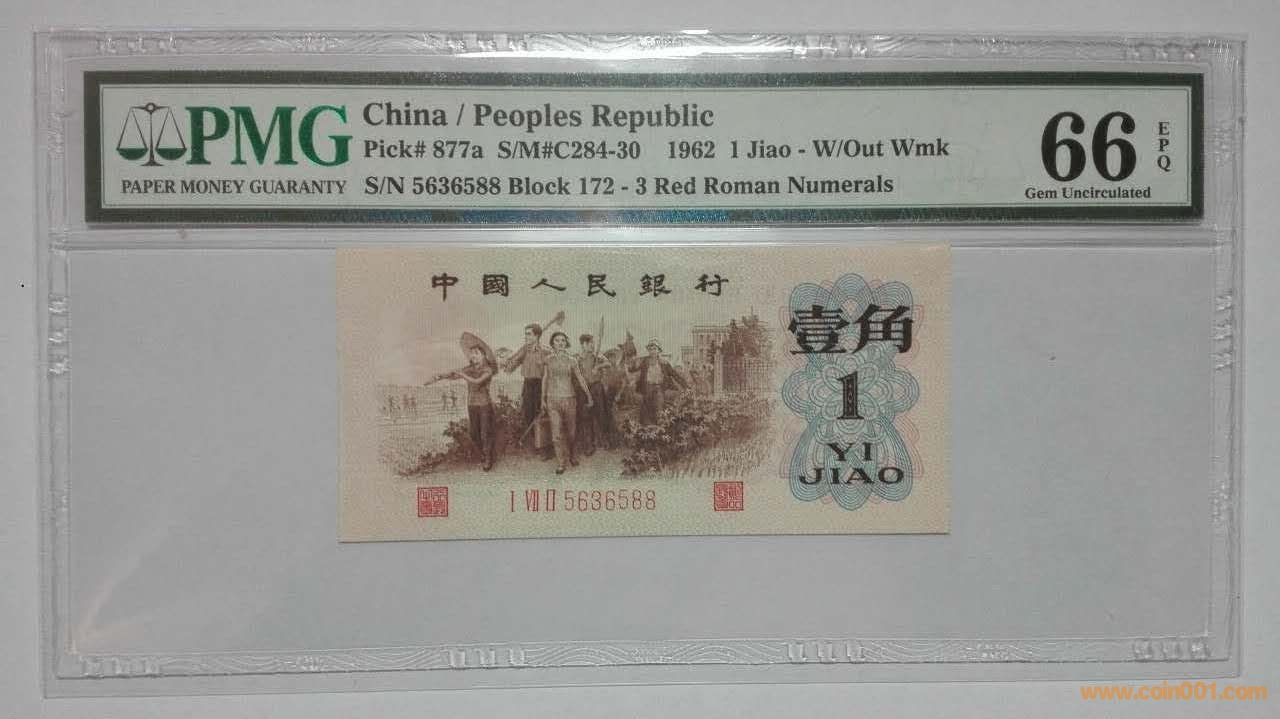 PMG
PAPER MONEY GUARANTY
China / Peoples Republic
Pick# 877a S/M#C284-30 1962 1 Jiao - W/Out Wmk
S/N 5636588 Block 172 - 3 Red Roman Numerals
66
EPQ
Gem Uncirculated
中國人民銀行
壹角
1
YI
JIAO
I VII II 5636588
www.coin001.com